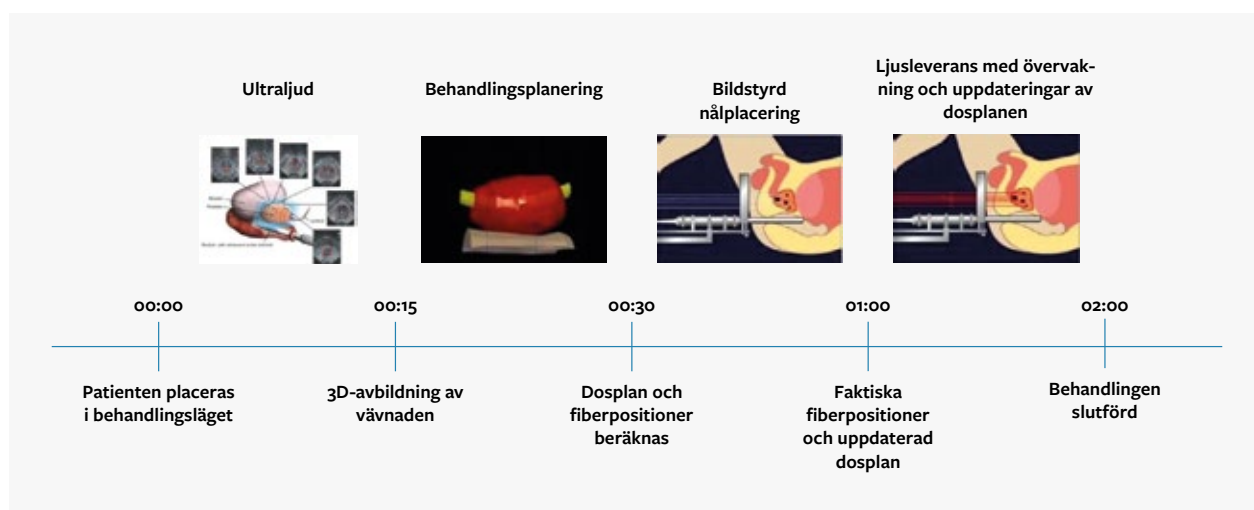 Ultraljud
Behandlingsplanering
Bildstyrd
nålplacering
Ljusleverans med övervak-
ning och uppdateringar av
dosplanen
00:00
00:15
00:30
01:00
02:00
Patienten placeras
i behandlingsläget
3D-avbildning av
vävnaden
Dosplan och
fiberpositioner
beräknas
Faktiska
fiberpositioner
och uppdaterad
dosplan
Behandlingen
slutförd